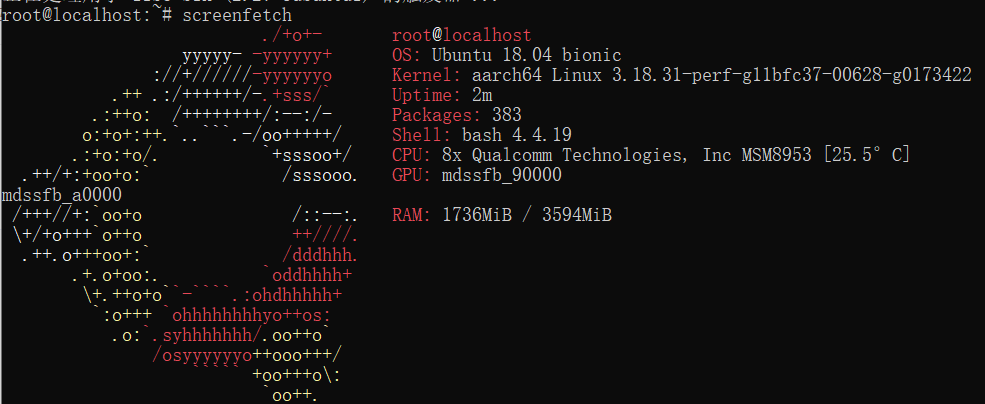 root@localhost:~# screenfetch
                          ./+o+-       root@localhost
                  yyyyy- -yyyyyy+      OS: Ubuntu 18.04 bionic
               ://+//////-yyyyyyo      Kernel: aarch64 Linux 3.18.31-perf-g11bfc37-00628-g0173422
           .++ .:/++++++/-.+sss/`      Uptime: 2m
         .:++o:  /++++++++/:--:/-      Packages: 383
        o:+o+:++.`..```.-/oo+++++/     Shell: bash 4.4.19
       .:+o:+o/.          `+sssoo+/    CPU: 8x Qualcomm Technologies, Inc MSM8953 [25.5°C]
  .++/+:+oo+o:`             /sssooo.   GPU: mdssfb_90000
mdssfb_a0000
 /+++//+:`oo+o               /::--:.   RAM: 1736MiB / 3594MiB
 \+/+o+++`o++o               ++////.
  .++.o+++oo+:`             /dddhhh.
       .+.o+oo:.          `oddhhhh+
        \+.++o+o``-````.:ohdhhhhh+
         `:o+++ `ohhhhhhhhyo++os:
           .o:`.syhhhhhhh/.oo++o`
               /osyyyyyyo++ooo+++/
                   ````` +oo+++o\:
                          `oo++.